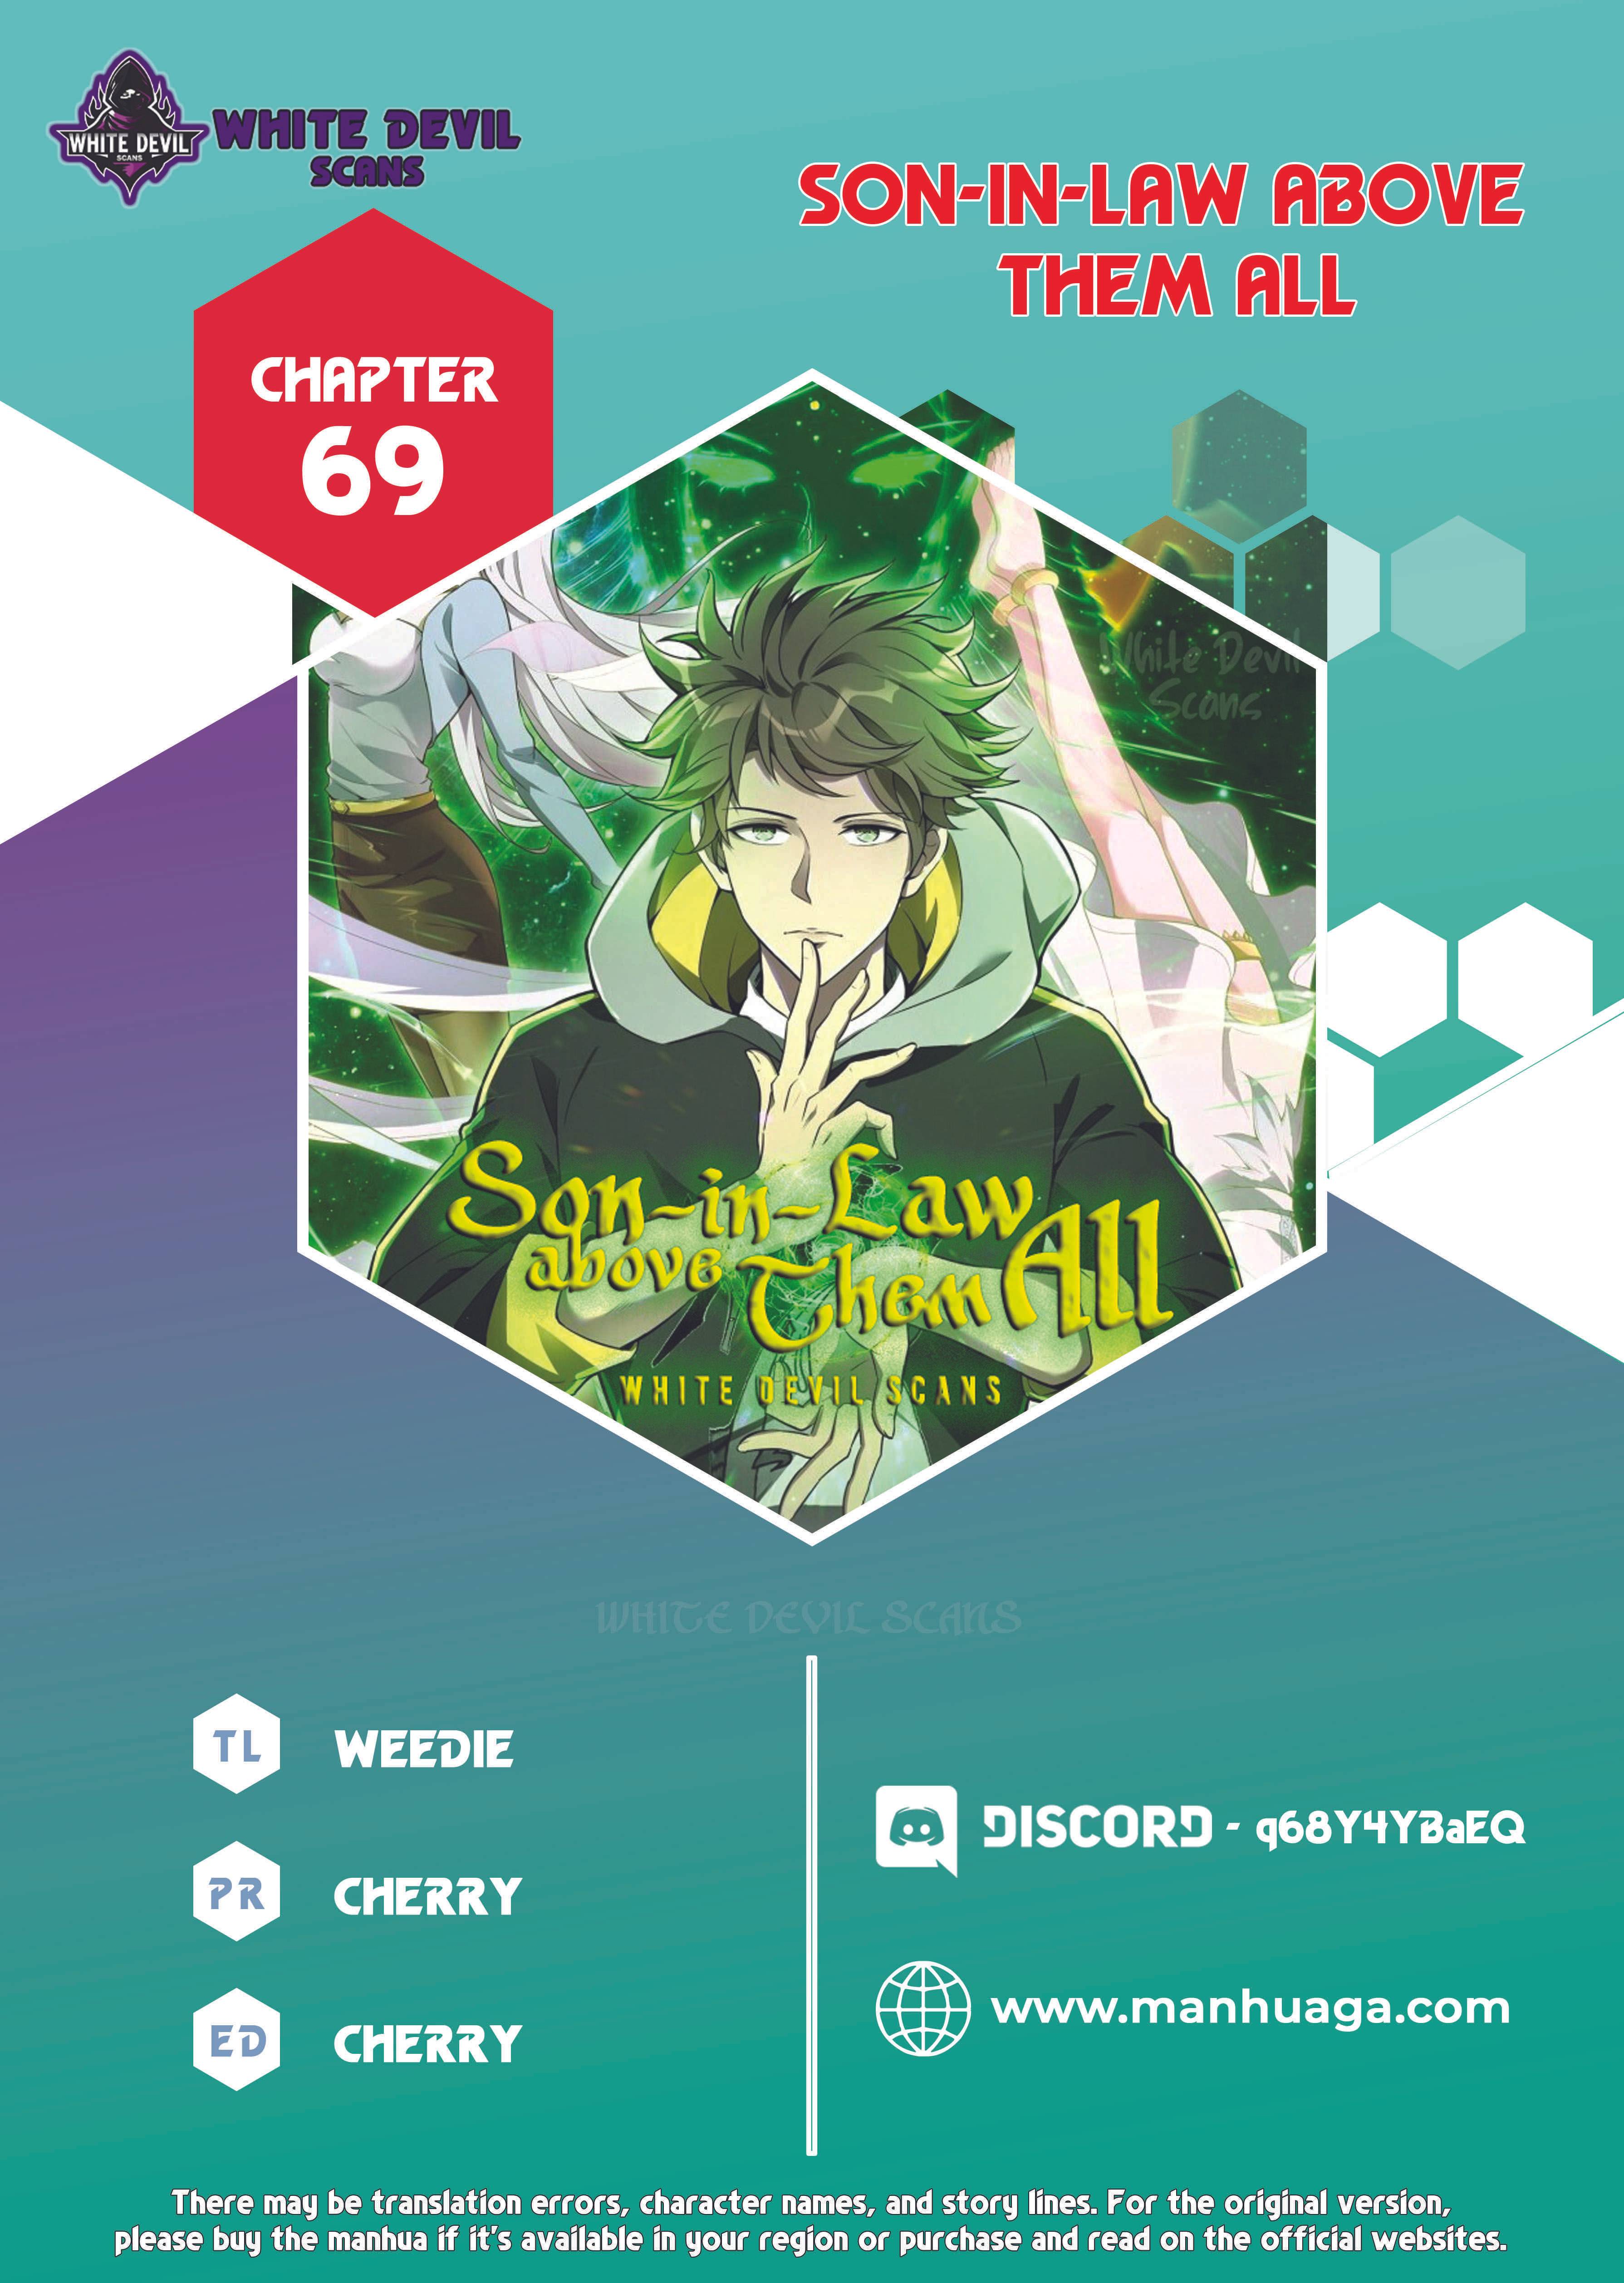 WHITE DEVIL
SCANS
WHITE DEVIL
SCANS
SON-IN-LAW ABOVE
THEM ALL
CHAPTER
69
White Devil
Scans
Son-in-Law
above Them All
WHITE DEVIL SCANS
WHITE DEVIL SCANS
TL WEEDIE
PR CHERRY
ED CHERRY
DISCORD - q68Y4YBaEQ
www.manhuaga.com
There may be translation errors, character names, and story lines. For the original version,
please buy the manhua if it's available in your region or purchase and read on the official websites.